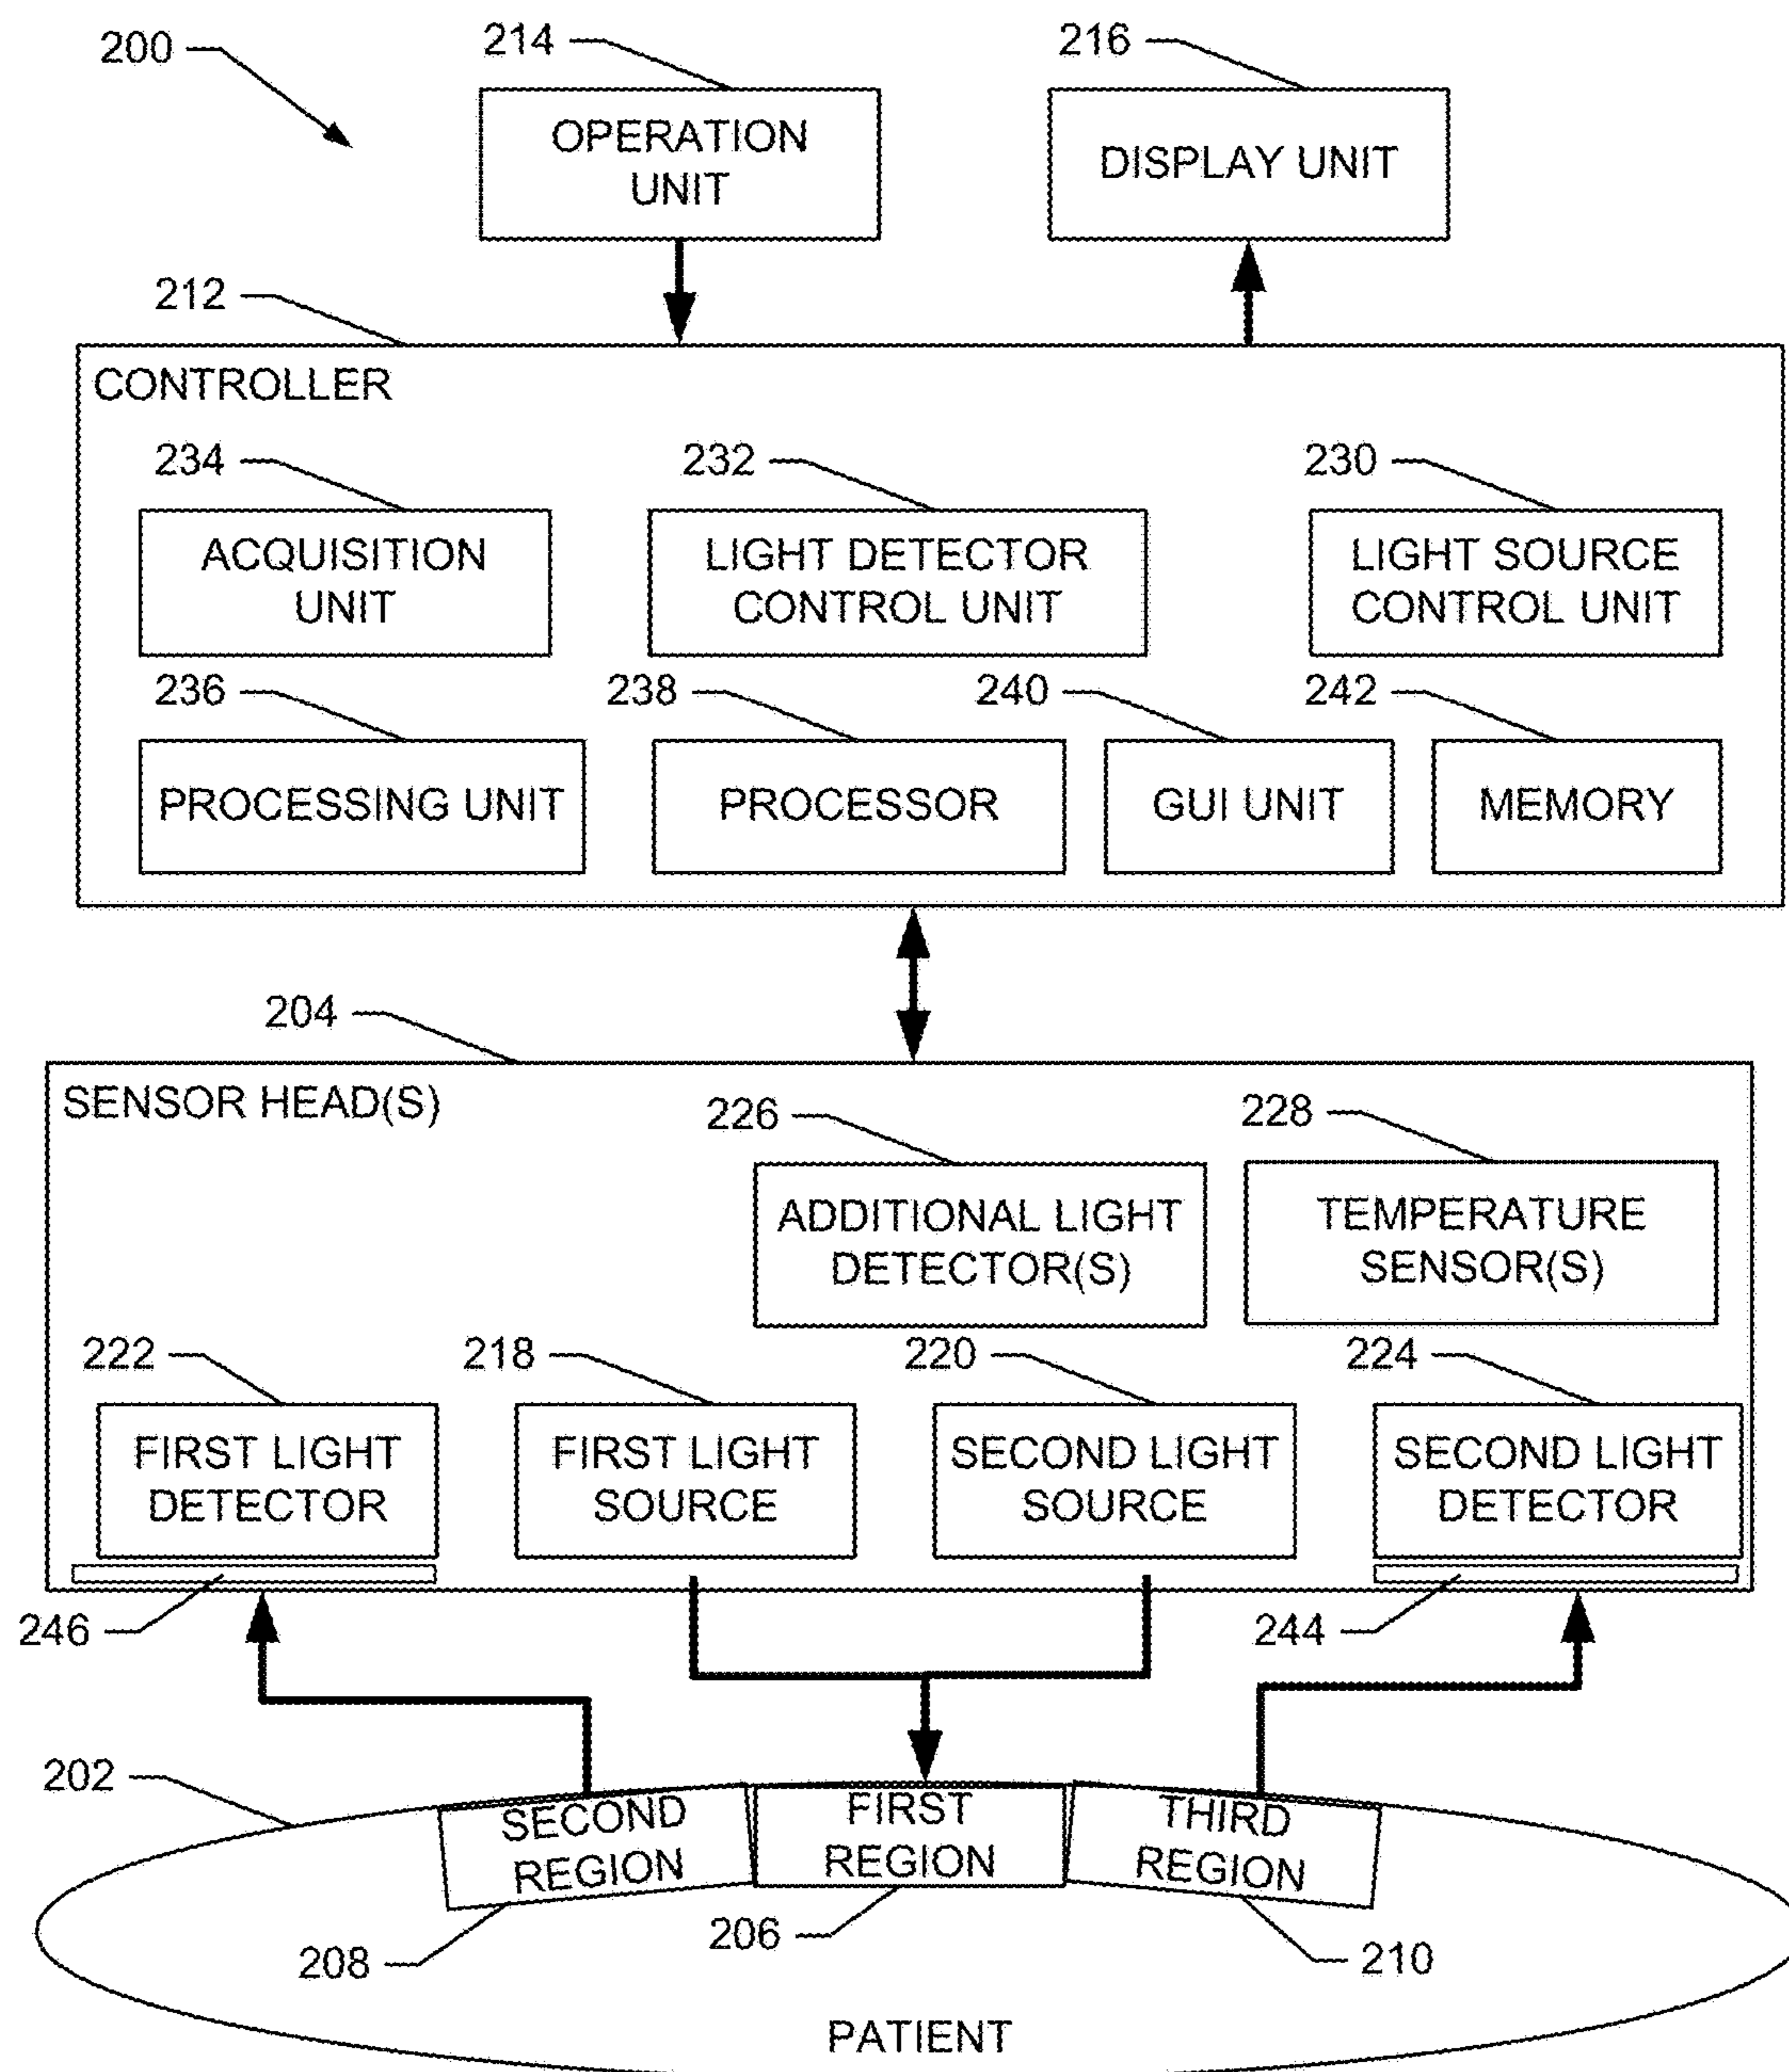 200
214
216
OPERATION
UNIT
DISPLAY UNIT
212
CONTROLLER
234
232
230
ACQUISITION
UNIT
LIGHT DETECTOR
CONTROL UNIT
LIGHT SOURCE
CONTROL UNIT
236
238
240
242
PROCESSING UNIT
PROCESSOR
GUI UNIT
MEMORY
204
SENSOR HEAD(S)
226
228
ADDITIONAL LIGHT
DETECTOR(S)
TEMPERATURE
SENSOR(S)
222
218
220
224
FIRST LIGHT
DETECTOR
FIRST LIGHT
SOURCE
SECOND LIGHT
SOURCE
SECOND LIGHT
DETECTOR
246
244
202
SECOND
REGION
FIRST
REGION
THIRD
REGION
208
206
210
PATIENT